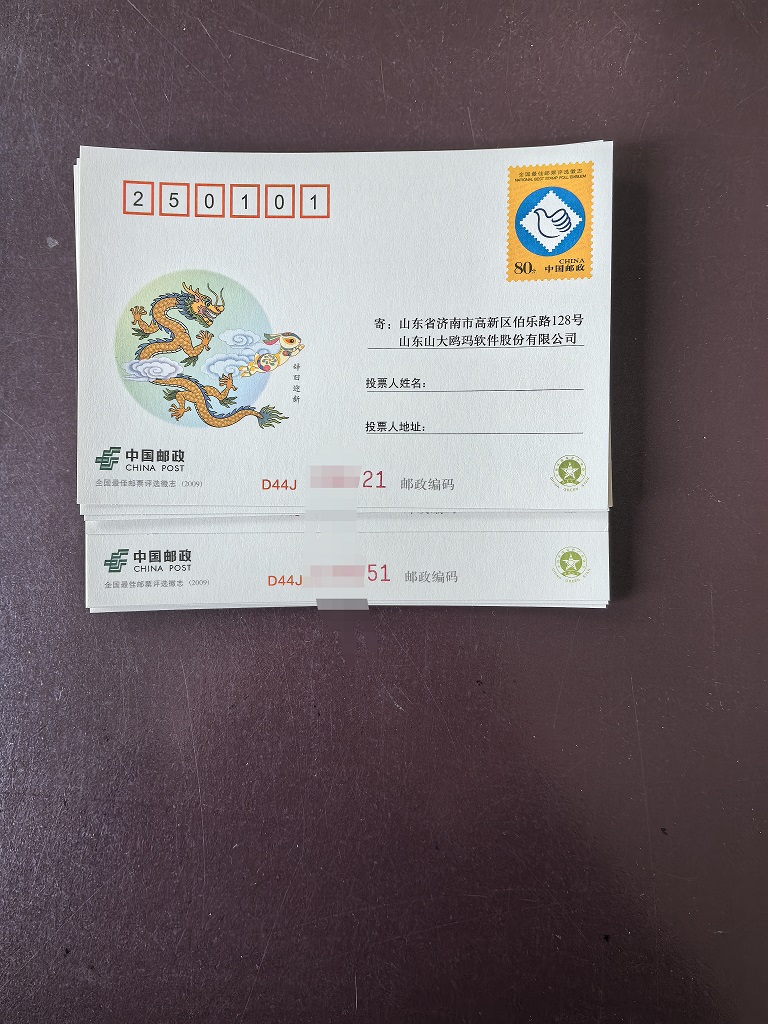 250101
全国最佳邮票评选徽志
NATIONAL BEST STAMP POLL EMBLEM
80分
CHINA
中国邮政
寄：山东省济南市高新区伯乐路128号
山东山大鸥玛软件股份有限公司
辞旧迎新
投票人姓名：
投票人地址：
中国邮政
CHINA POST
全国最佳邮票评选徽志 (2009)
D44J
21
邮政编码
中国邮政
CHINA POST
全国最佳邮票评选徽志 (2009)
D44J
51
邮政编码